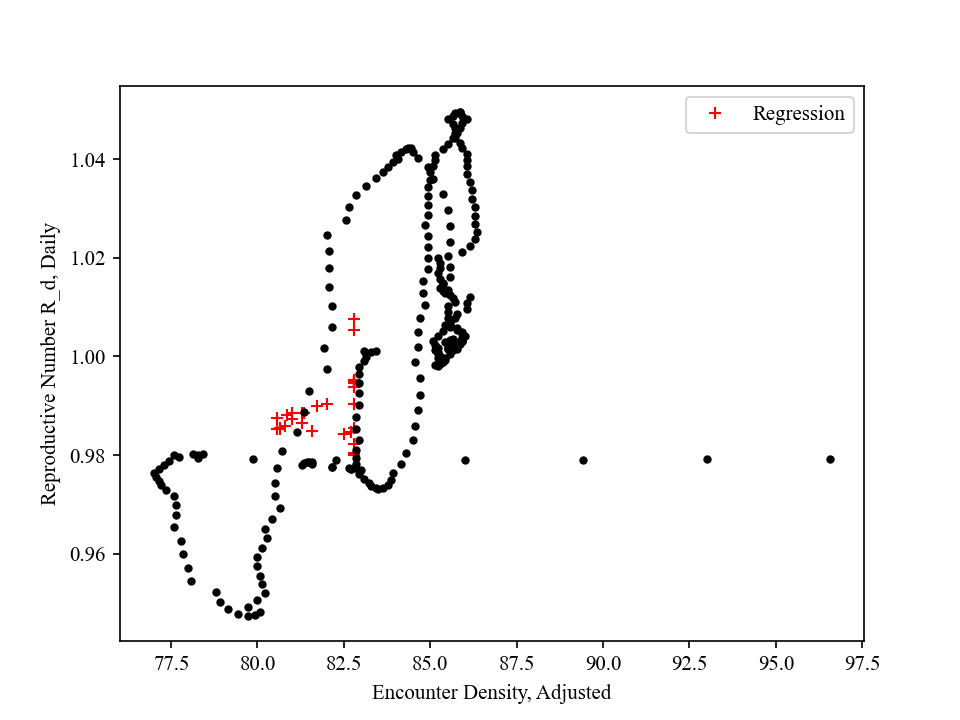 Regression
1.04
1.02
1.00
0.98
0.96
Reproductive Number R_d, Daily
77.5 80.0 82.5 85.0 87.5 90.0 92.5 95.0 97.5
Encounter Density, Adjusted